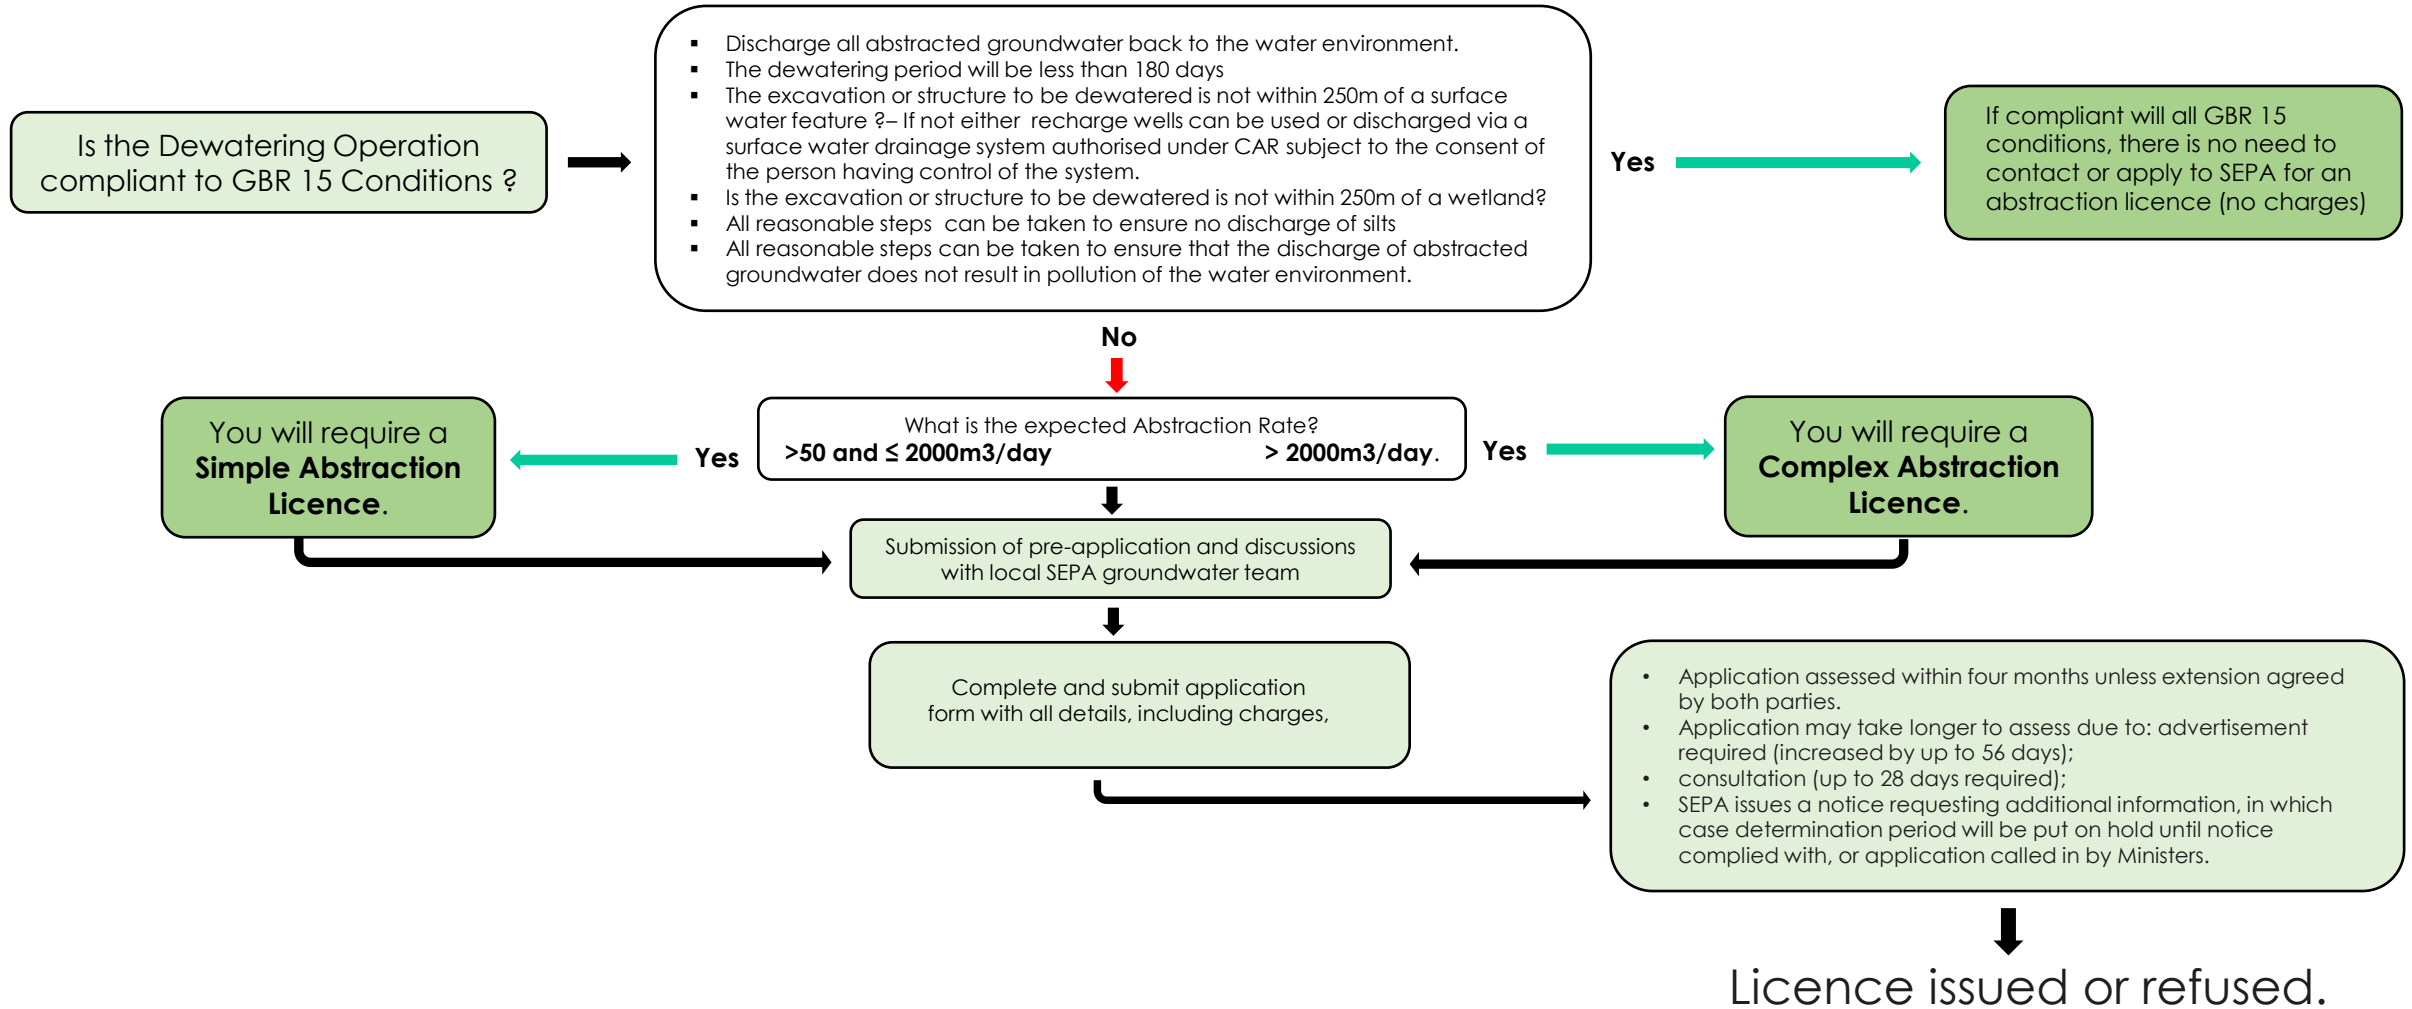 Is the Dewatering Operation
compliant to GBR 15 Conditions ?
▪ Discharge all abstracted groundwater back to the water environment.
▪ The dewatering period will be less than 180 days
▪ The excavation or structure to be dewatered is not within 250m of a surface
water feature ?– If not either recharge wells can be used or discharged via a
surface water drainage system authorised under CAR subject to the consent of
the person having control of the system.
▪ Is the excavation or structure to be dewatered is not within 250m of a wetland?
▪ All reasonable steps can be taken to ensure no discharge of silts
▪ All reasonable steps can be taken to ensure that the discharge of abstracted
groundwater does not result in pollution of the water environment.
Yes
If compliant will all GBR 15
conditions, there is no need to
contact or apply to SEPA for an
abstraction licence (no charges)
No
You will require a
Simple Abstraction
Licence.
Yes
What is the expected Abstraction Rate?
>50 and ≤ 2000m3/day > 2000m3/day.
Yes
You will require a
Complex Abstraction
Licence.
Submission of pre-application and discussions
with local SEPA groundwater team
Complete and submit application
form with all details, including charges,
• Application assessed within four months unless extension agreed
by both parties.
• Application may take longer to assess due to: advertisement
required (increased by up to 56 days);
• consultation (up to 28 days required);
• SEPA issues a notice requesting additional information, in which
case determination period will be put on hold until notice
complied with, or application called in by Ministers.
Licence issued or refused.